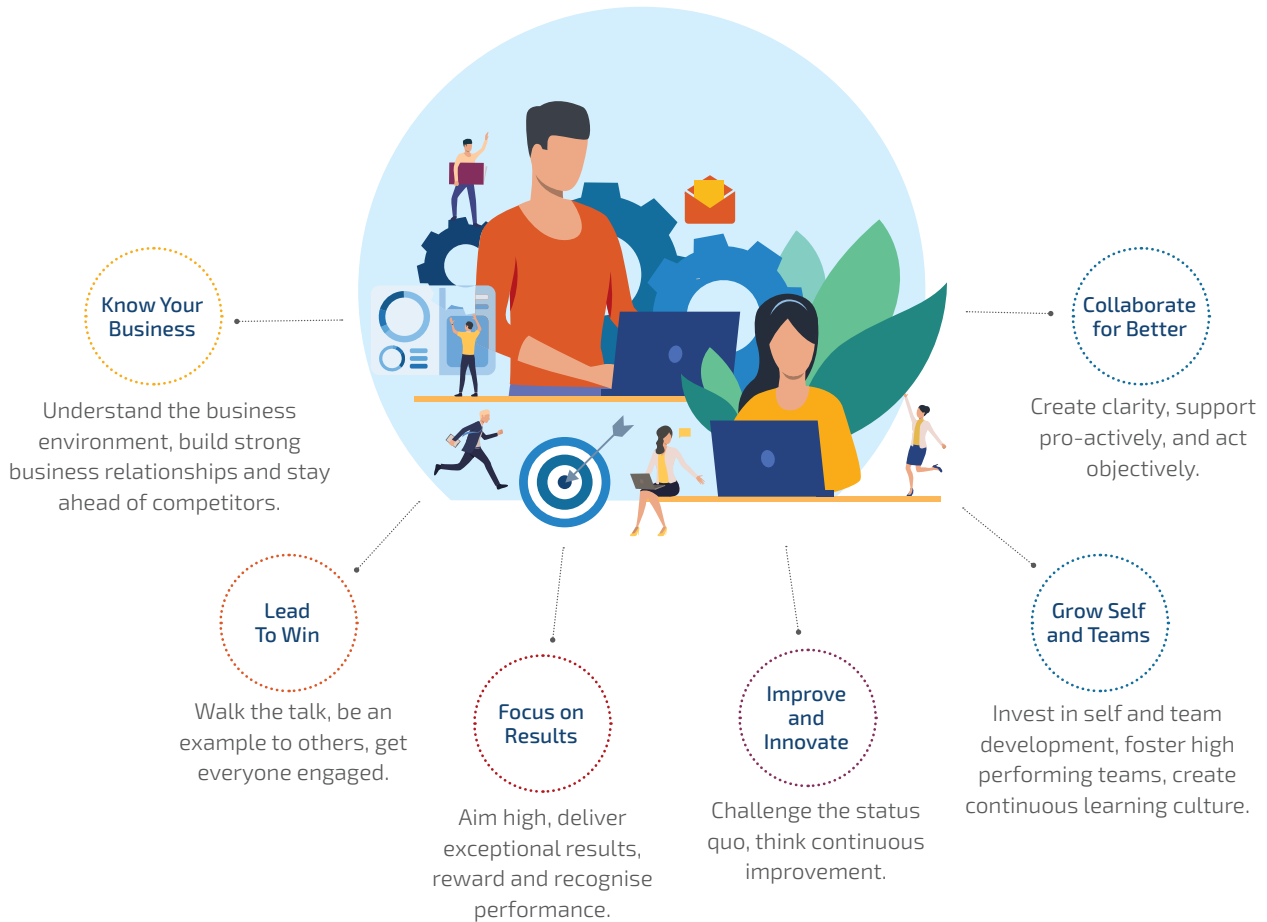 Know Your
Business
Understand the business
environment, build strong
business relationships and stay
ahead of competitors.
Lead
To Win
Walk the talk, be an
example to others, get
everyone engaged.
Focus on
Results
Aim high, deliver
exceptional results,
reward and recognise
performance.
Improve
and
Innovate
Challenge the status
quo, think continuous
improvement.
Grow Self
and Teams
Invest in self and team
development, foster high
performing teams, create
continuous learning culture.
Collaborate
for Better
Create clarity, support
pro-actively, and act
objectively.